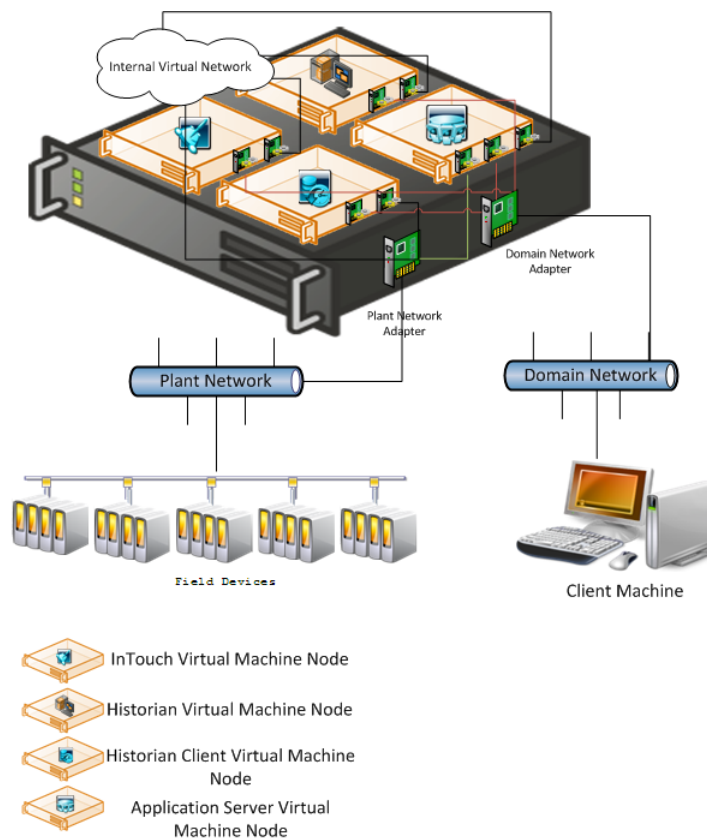 Internal Virtual Network
Domain Network
Adapter
Plant Network
Adapter
Plant Network
Domain Network
Field Devices
Client Machine
InTouch Virtual Machine Node
Historian Virtual Machine Node
Historian Client Virtual Machine
Node
Application Server Virtual
Machine Node